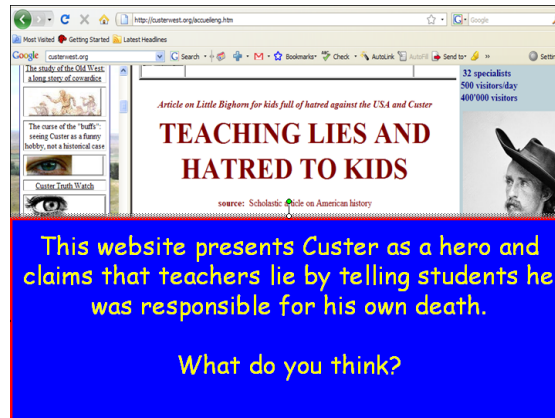 http://custerwest.org/accueileng.htm
Google
Most Visited Getting Started Latest Headlines
Google custerwest.org Search Bookmarks Check AutoLink AutoFill Send to
The study of the Old West:
a long story of cowardice
The curse of the "buffs":
seeing Custer as a funny
hobby, not a historical case
Custer Truth Watch
Article on Little Bighorn for kids full of hatred against the USA and Custer
TEACHING LIES AND
HATRED TO KIDS
source: Scholastic article on American history
32 specialists
500 visitors/day
400'000 visitors
This website presents Custer as a hero and
claims that teachers lie by telling students he
was responsible for his own death.
What do you think?